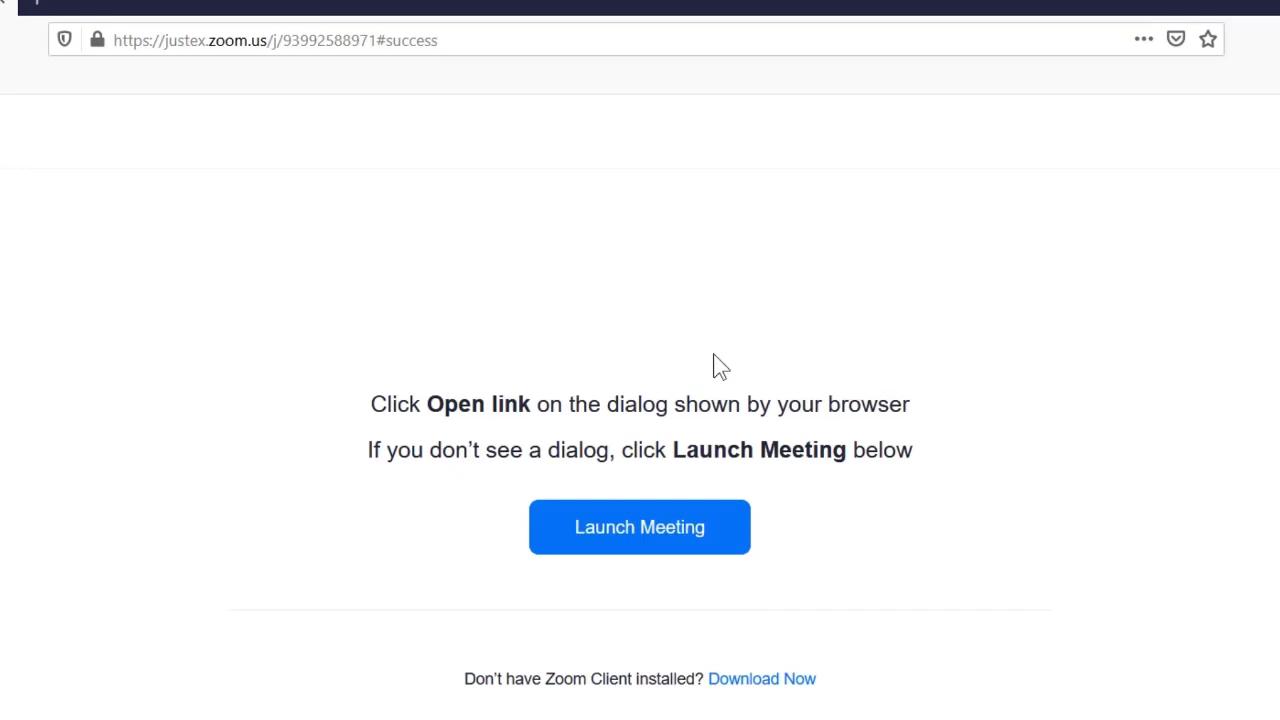 https://justex.zoom.us/j/93992588971#success
Click Open link on the dialog shown by your browser
If you don’t see a dialog, click Launch Meeting below
Launch Meeting
Don’t have Zoom Client installed? Download Now